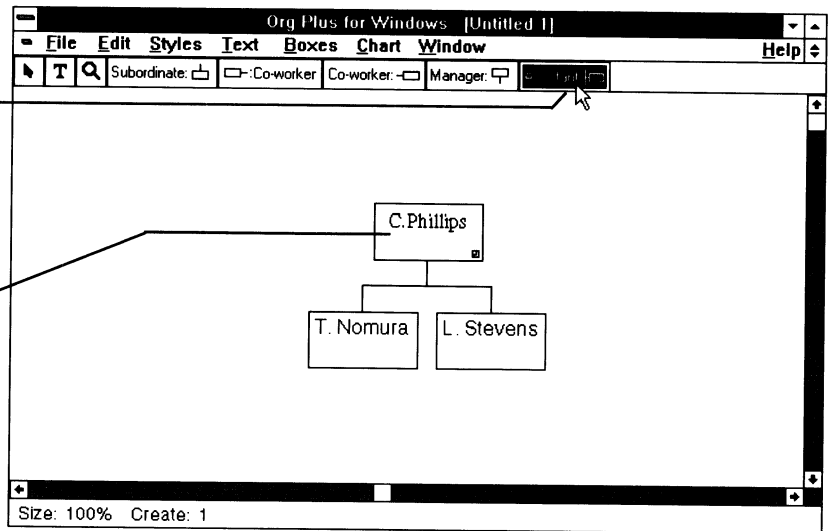 Org Plus for Windows [Untitled 1]
File Edit Styles Text Boxes Chart Window Help
T Subordinate: :Co-worker Co-worker: Manager:
C. Phillips
T. Nomura L. Stevens
Size: 100% Create: 1